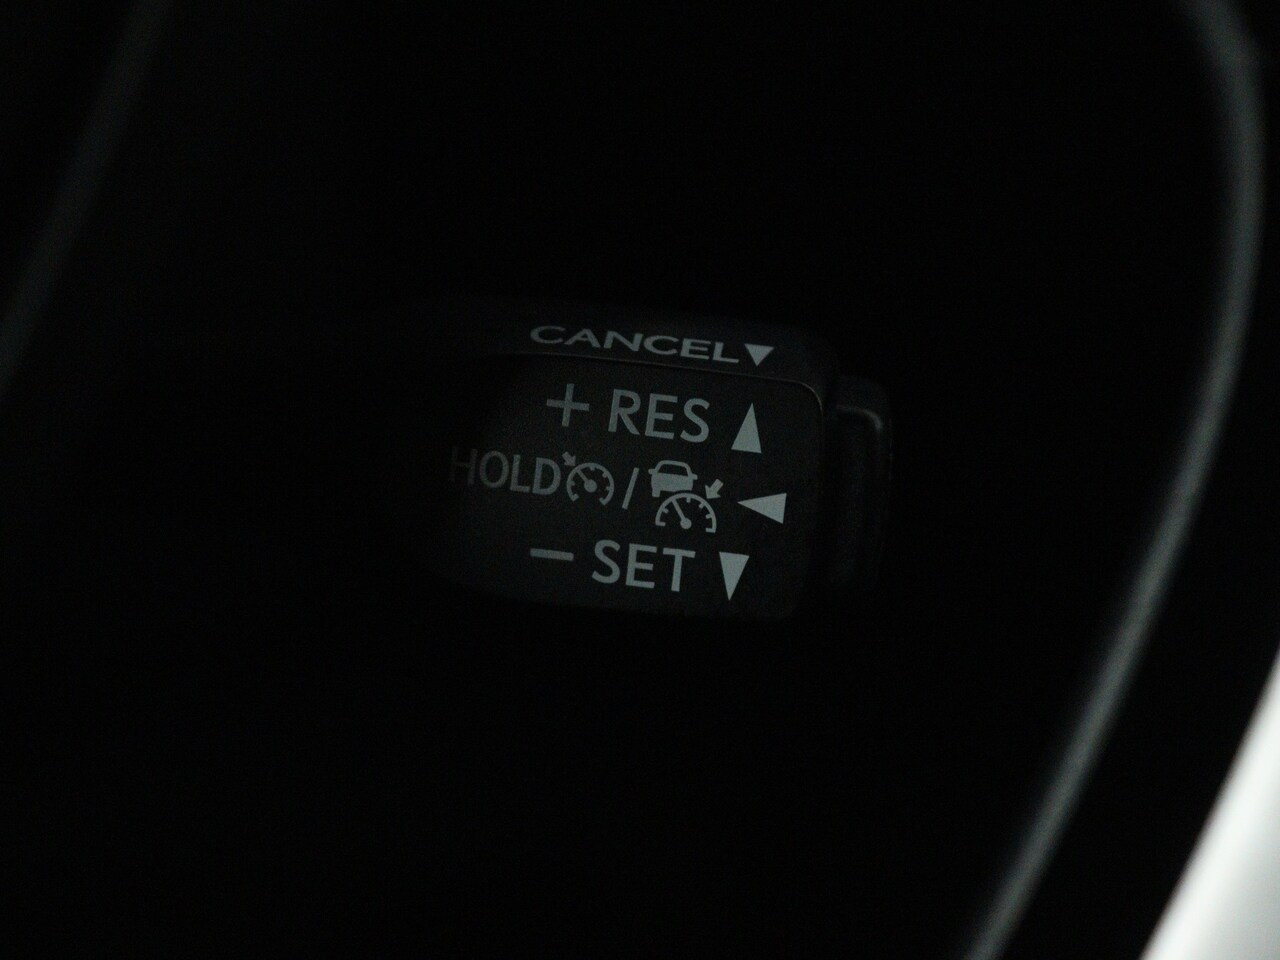 CANCEL▼
+ RES ▲
HOLD / ◀
− SET ▼